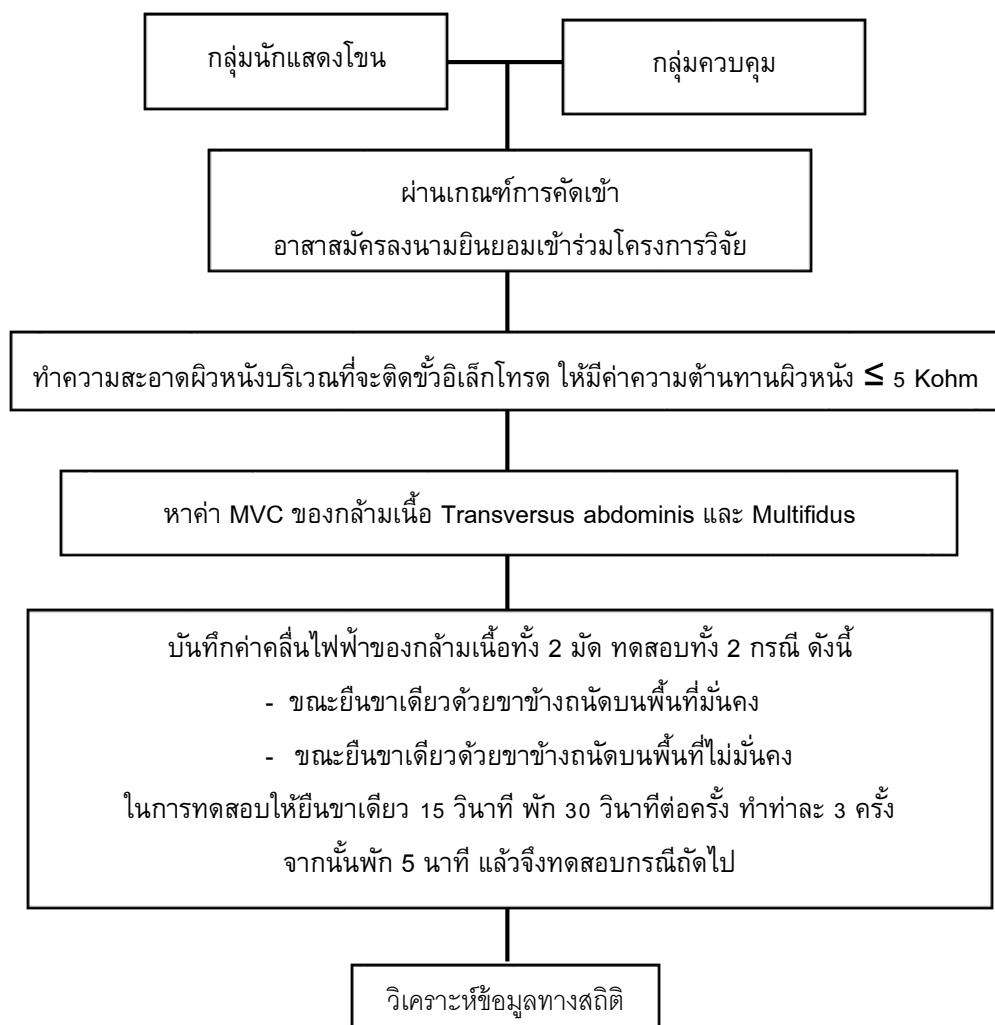 กลุ่มนักแสดงโขน
กลุ่มควบคุม
ผ่านเกณฑ์การคัดเข้า
อาสาสมัครลงนามยินยอมเข้าร่วมโครงการวิจัย
ทำความสะอาดผิวหนังบริเวณที่จะติดขั้วอิเล็กโทรด ให้มีค่าความต้านทานผิวหนัง ≤ 5 Kohm
หาค่า MVC ของกล้ามเนื้อ Transversus abdominis และ Multifidus
บันทึกค่าคลื่นไฟฟ้าของกล้ามเนื้อทั้ง 2 มัด ทดสอบทั้ง 2 กรณี ดังนี้
- ขณะยืนขาเดียวด้วยขาข้างถนัดบนพื้นที่มั่นคง
- ขณะยืนขาเดียวด้วยขาข้างถนัดบนพื้นที่ไม่มั่นคง
ในการทดสอบให้ยืนขาเดียว 15 วินาที พัก 30 วินาทีต่อครั้ง ทำท่าละ 3 ครั้ง
จากนั้นพัก 5 นาที แล้วจึงทดสอบกรณีถัดไป
วิเคราะห์ข้อมูลทางสถิติ